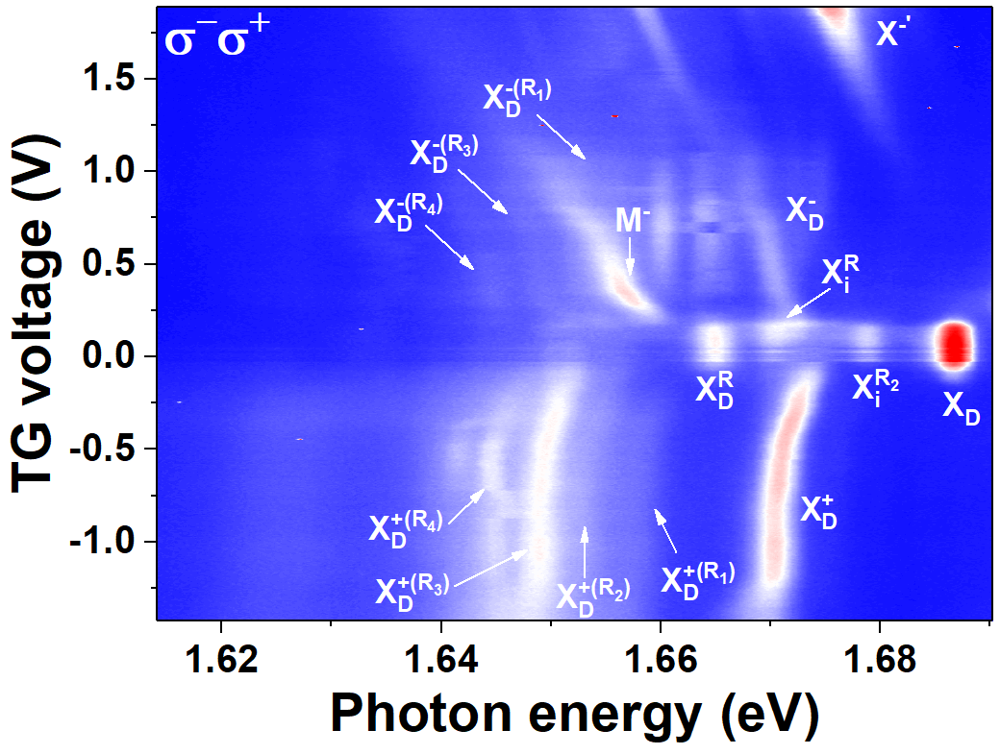 σ⁻σ⁺
X⁻'
X_D^-(R₁)
X_D^-(R₃)
X_D^-(R₄)
M⁻
X_D^-
X_i^R
X_D^R
X_i^R₂
X_D
X_D^+
X_D^+(R₄)
X_D^+(R₃)
X_D^+(R₂)
X_D^+(R₁)
TG voltage (V)
1.5
1.0
0.5
0.0
-0.5
-1.0
1.62 1.64 1.66 1.68
Photon energy (eV)